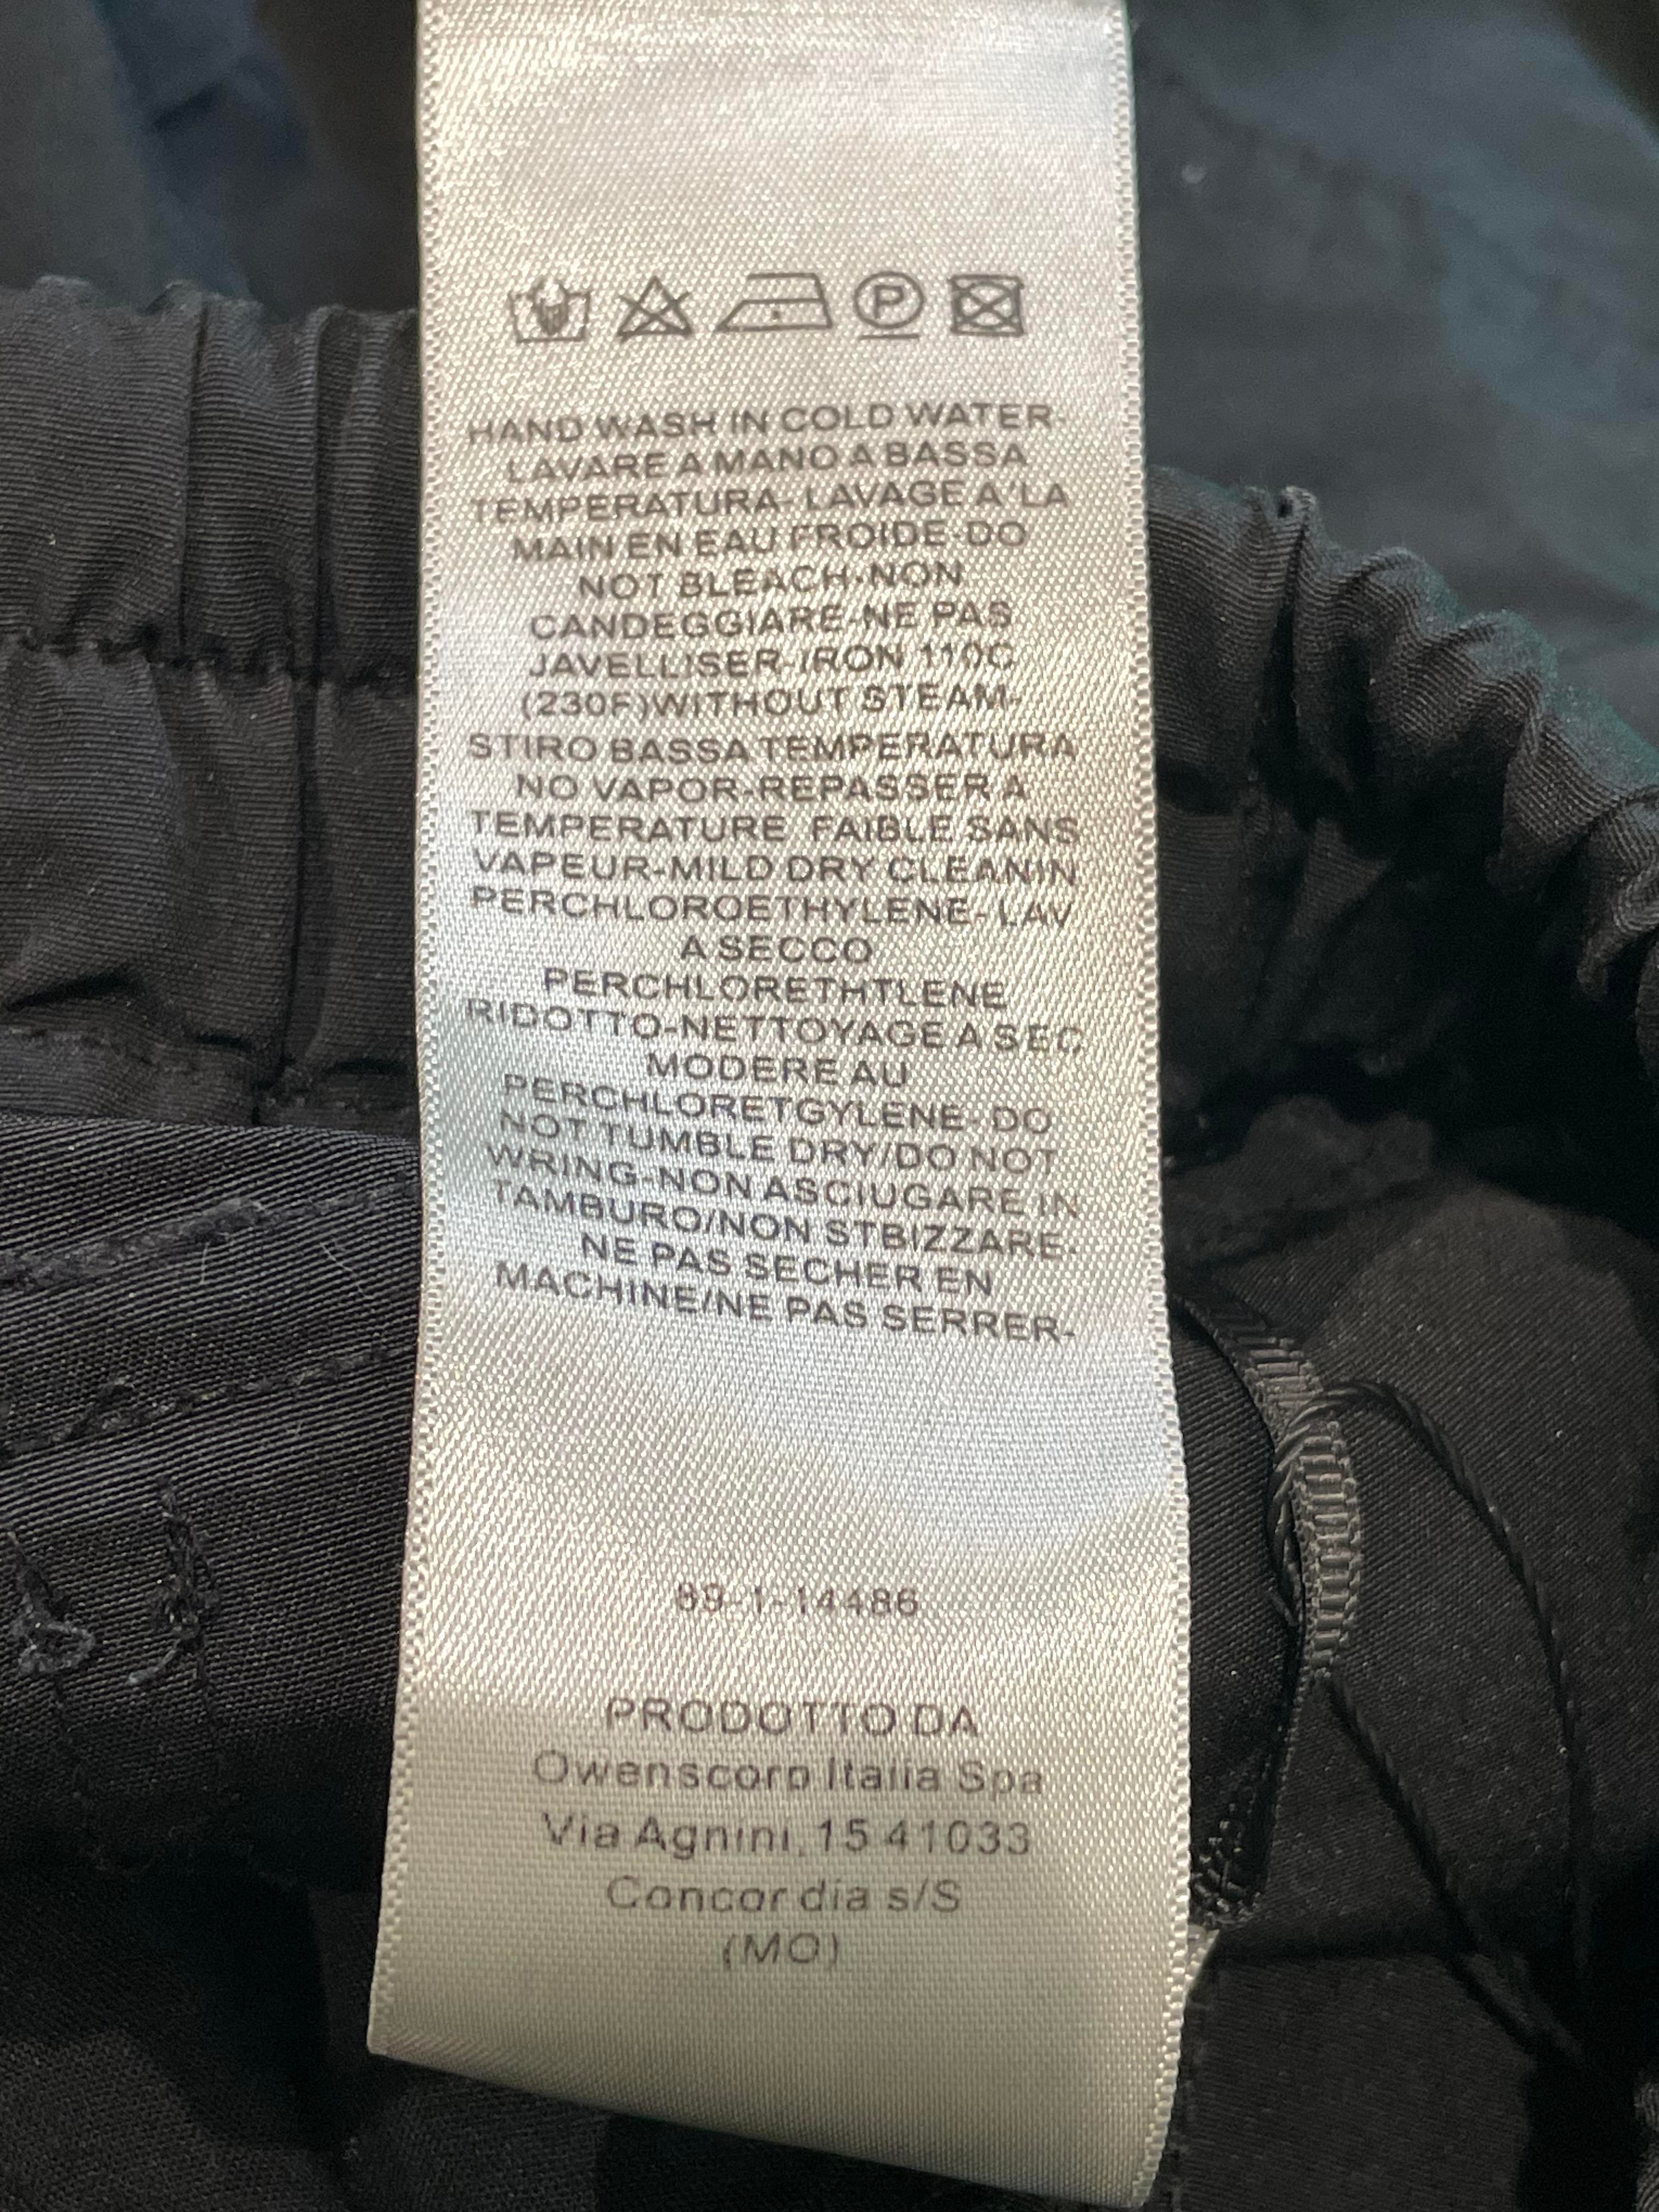 P
HAND WASH IN COLD WATER-
LAVARE A MANO A BASSA
TEMPERATURA- LAVAGE A'LA
MAIN EN EAU FROIDE-DO
NOT BLEACH-NON
CANDEGGIARE-NE PAS
JAVELLISER-IRON 110C
(230F)WITHOUT STEAM-
STIRO BASSA TEMPERATURA
NO VAPOR-REPASSER A
TEMPERATURE FAIBLE SANS
VAPEUR-MILD DRY CLEANIN
PERCHLOROETHYLENE- LAV
A SECCO
PERCHLORETHTLENE
RIDOTTO-NETTOYAGE A SEC
MODERE AU
PERCHLORETGYLENE-DO
NOT TUMBLE DRY/DO NOT
WRING-NON ASCIUGARE IN
TAMBURO/NON STBIZZARE-
NE PAS SECHER EN
MACHINE/NE PAS SERRER-
89-1-14486
PRODOTTO DA
Owenscorp Italia Spa
Via Agnini, 15 41033
Concordia s/S
(MO)